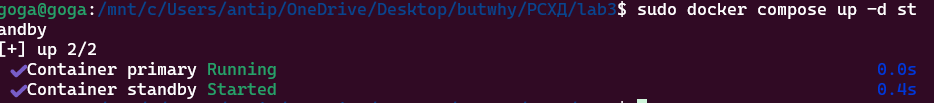 goga@goga:/mnt/c/Users/antip/OneDrive/Desktop/butwhy/РСХД/lab3$ sudo docker compose up -d st
andby
[+] up 2/2
✔Container primary Running 0.0s
✔Container standby Started 0.4s